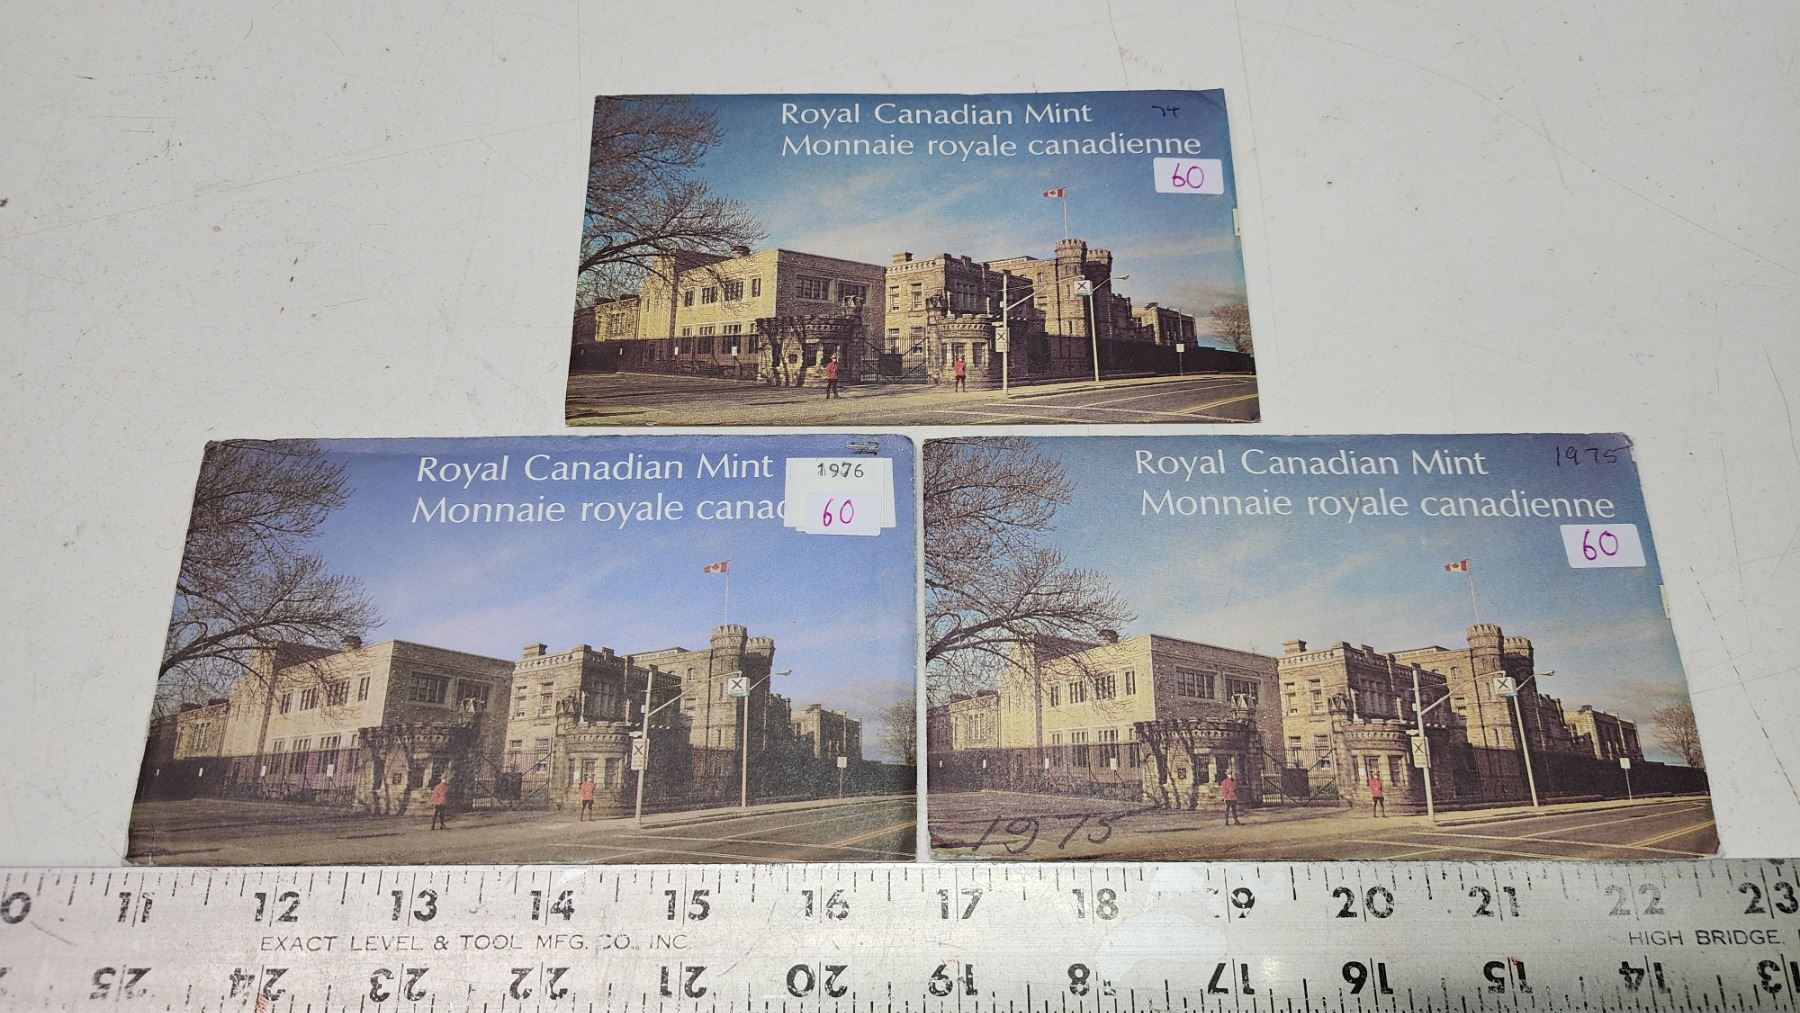 Royal Canadian Mint
74
Monnaie royale canadienne
60
Royal Canadian Mint
1976
Monnaie royale canad
60
Royal Canadian Mint
1975
Monnaie royale canadienne
60
1975
0 11 12 13 14 15 16 17 18 19 20 21 22 23
EXACT LEVEL & TOOL MFG. CO., INC.
HIGH BRIDGE,
25 24 23 22 21 20 19 18 17 16 15 14 13